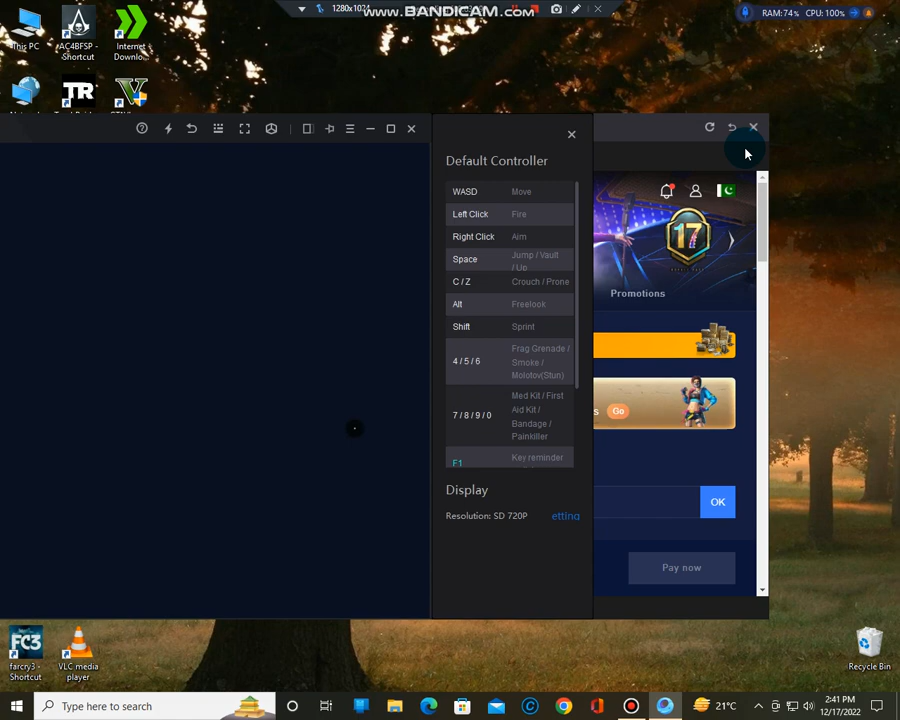 1280x1024
www.BANDICAM.com
RAM:74% CPU:100%
This PC
AC4BFSP - Shortcut
Internet Downlo...
TR
Default Controller
WASD Move
Left Click Fire
Right Click Aim
Space Jump / Vault / Up
C / Z Crouch / Prone
Alt Freelook
Shift Sprint
4 / 5 / 6 Frag Grenade / Smoke / Molotov(Stun)
7 / 8 / 9 / 0 Med Kit / First Aid Kit / Bandage / Painkiller
F1 Key reminder
Display
Resolution: SD 720P etting
17
Promotions
s Go
OK
Pay now
FC3
farcry3 - Shortcut
VLC media player
Recycle Bin
Type here to search
21°C
2:41 PM
12/17/2022